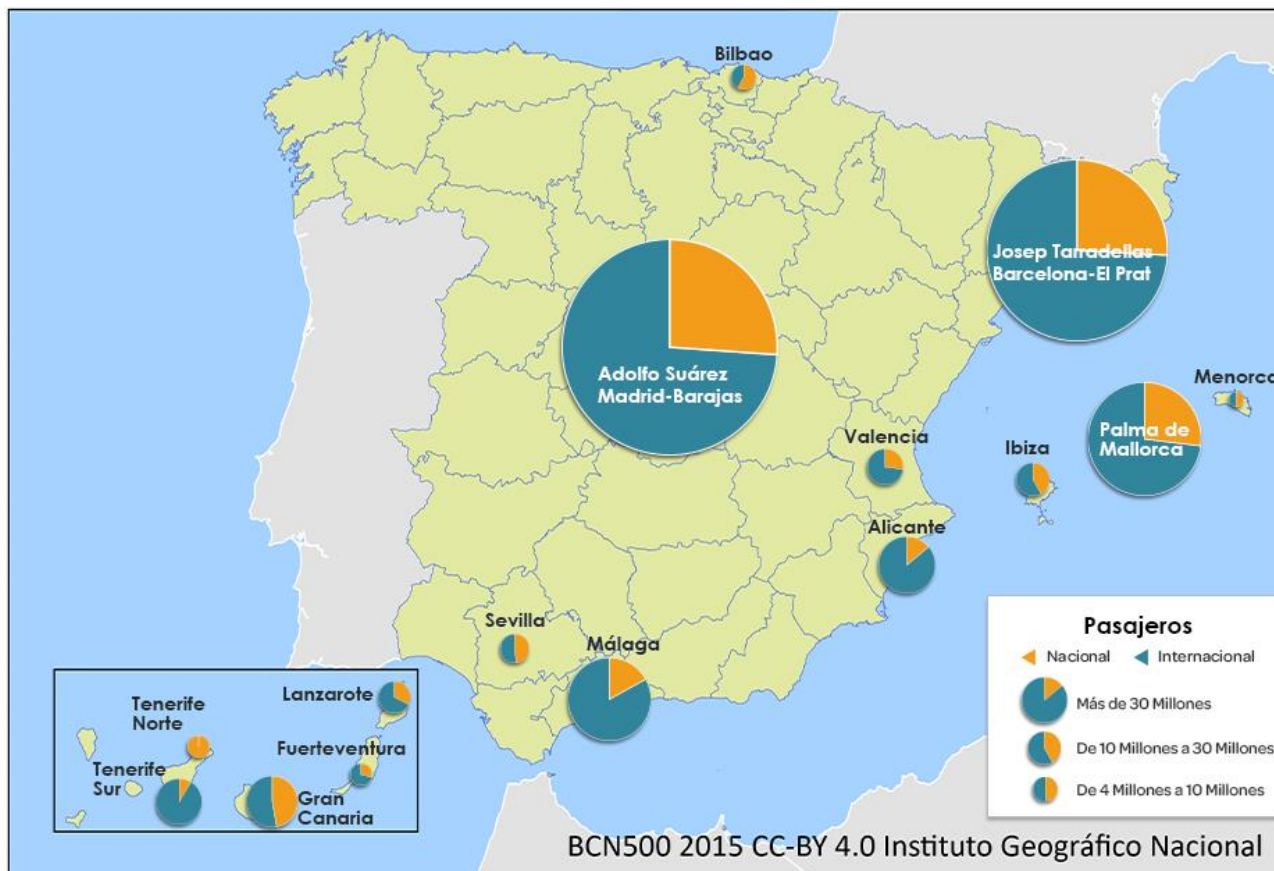 Bilbao
Josep Tarradellas
Barcelona-El Prat
Adolfo Suárez
Madrid-Barajas
Menorca
Palma de
Mallorca
Valencia
Ibiza
Alicante
Sevilla
Málaga
Lanzarote
Tenerife
Norte
Fuerteventura
Tenerife
Sur
Gran
Canaria
Pasajeros
Nacional Internacional
Más de 30 Millones
De 10 Millones a 30 Millones
De 4 Millones a 10 Millones
BCN500 2015 CC-BY 4.0 Instituto Geográfico Nacional